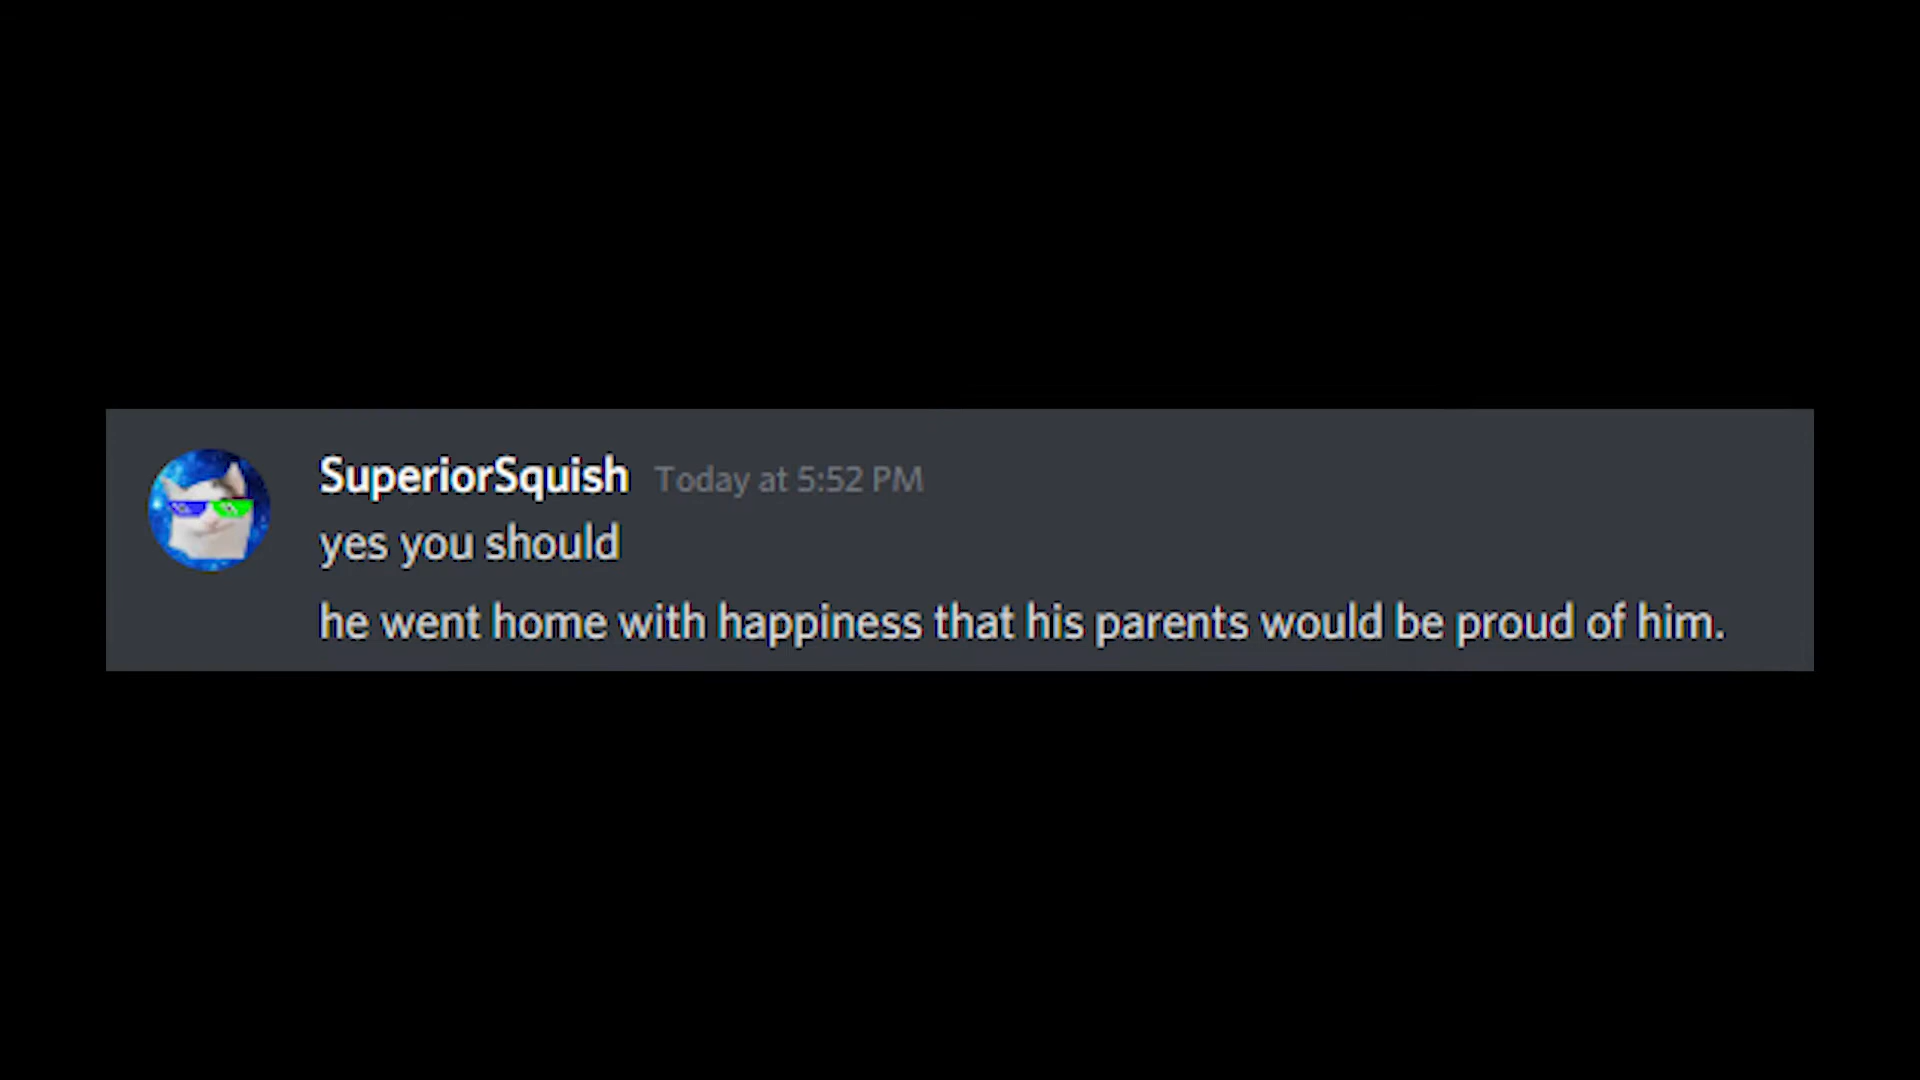 SuperiorSquish Today at 5:52 PM
yes you should
he went home with happiness that his parents would be proud of him.